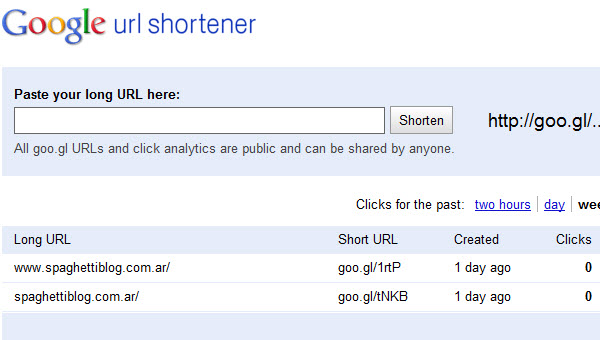 Google url shortener
Paste your long URL here:
Shorten
http://goo.gl/..
All goo.gl URLs and click analytics are public and can be shared by anyone.
Clicks for the past: two hours | day | wee
Long URL Short URL Created Clicks
www.spaghettiblog.com.ar/ goo.gl/1rtP 1 day ago 0
spaghettiblog.com.ar/ goo.gl/tNKB 1 day ago 0